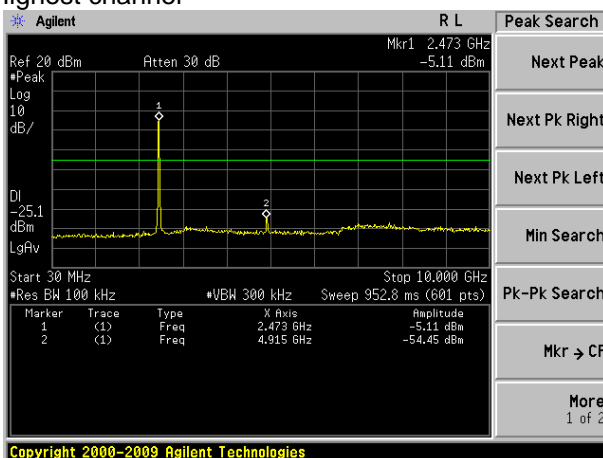 Agilent R L
Peak Search
Mkr1 2.473 GHz
Ref 20 dBm Atten 30 dB -5.11 dBm
#Peak
Log
10
dB/
1
2
DI
-25.1
dBm
LgAv
Start 30 MHz Stop 10.000 GHz
#Res BW 100 kHz #VBW 300 kHz Sweep 952.8 ms (601 pts)
Marker Trace Type X Axis Amplitude
1 (1) Freq 2.473 GHz -5.11 dBm
2 (1) Freq 4.915 GHz -54.45 dBm
Copyright 2000-2009 Agilent Technologies
Next Peak
Next Pk Right
Next Pk Left
Min Search
Pk-Pk Search
Mkr → CF
More
1 of 2